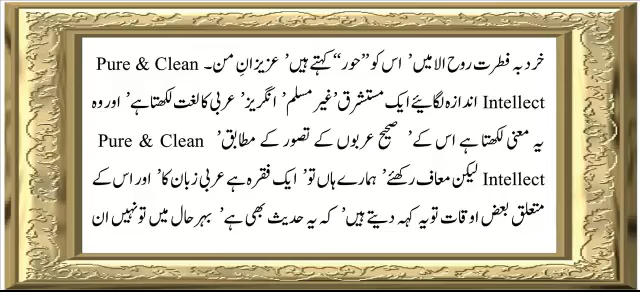 خرد بہ فطرت روح الامیں’ اس کو ”حور“ کہتے ہیں’ عزیزانِ من۔ Pure & Clean
Intellect اندازہ لگائیے ایک مستشرق’ غیر مسلم’ انگریز’ عربی کا لغت لکھتا ہے’ اور وہ
یہ معنی لکھتا ہے اس کے’ صحیح عربوں کے تصور کے مطابق’ Pure & Clean
Intellect لیکن معاف رکھئے’ ہمارے ہاں تو’ ایک فقرہ ہے عربی زبان کا’ اور اس کے
متعلق بعض اوقات تو یہ کہہ دیتے ہیں’ کہ یہ حدیث بھی ہے’ بہرحال میں تو نہیں ان